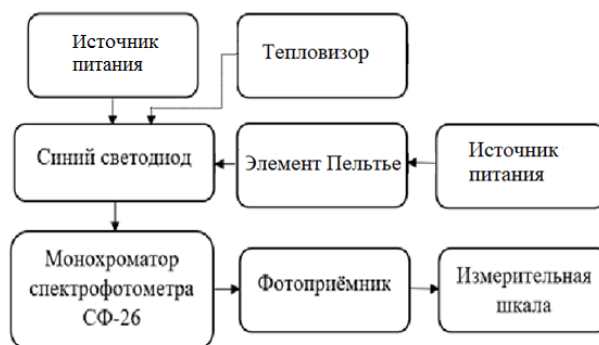 Источник
питания
Тепловизор
Синий светодиод
Элемент Пельтье
Источник
питания
Монохроматор
спектрофотометра
СФ-26
Фотоприёмник
Измерительная
шкала